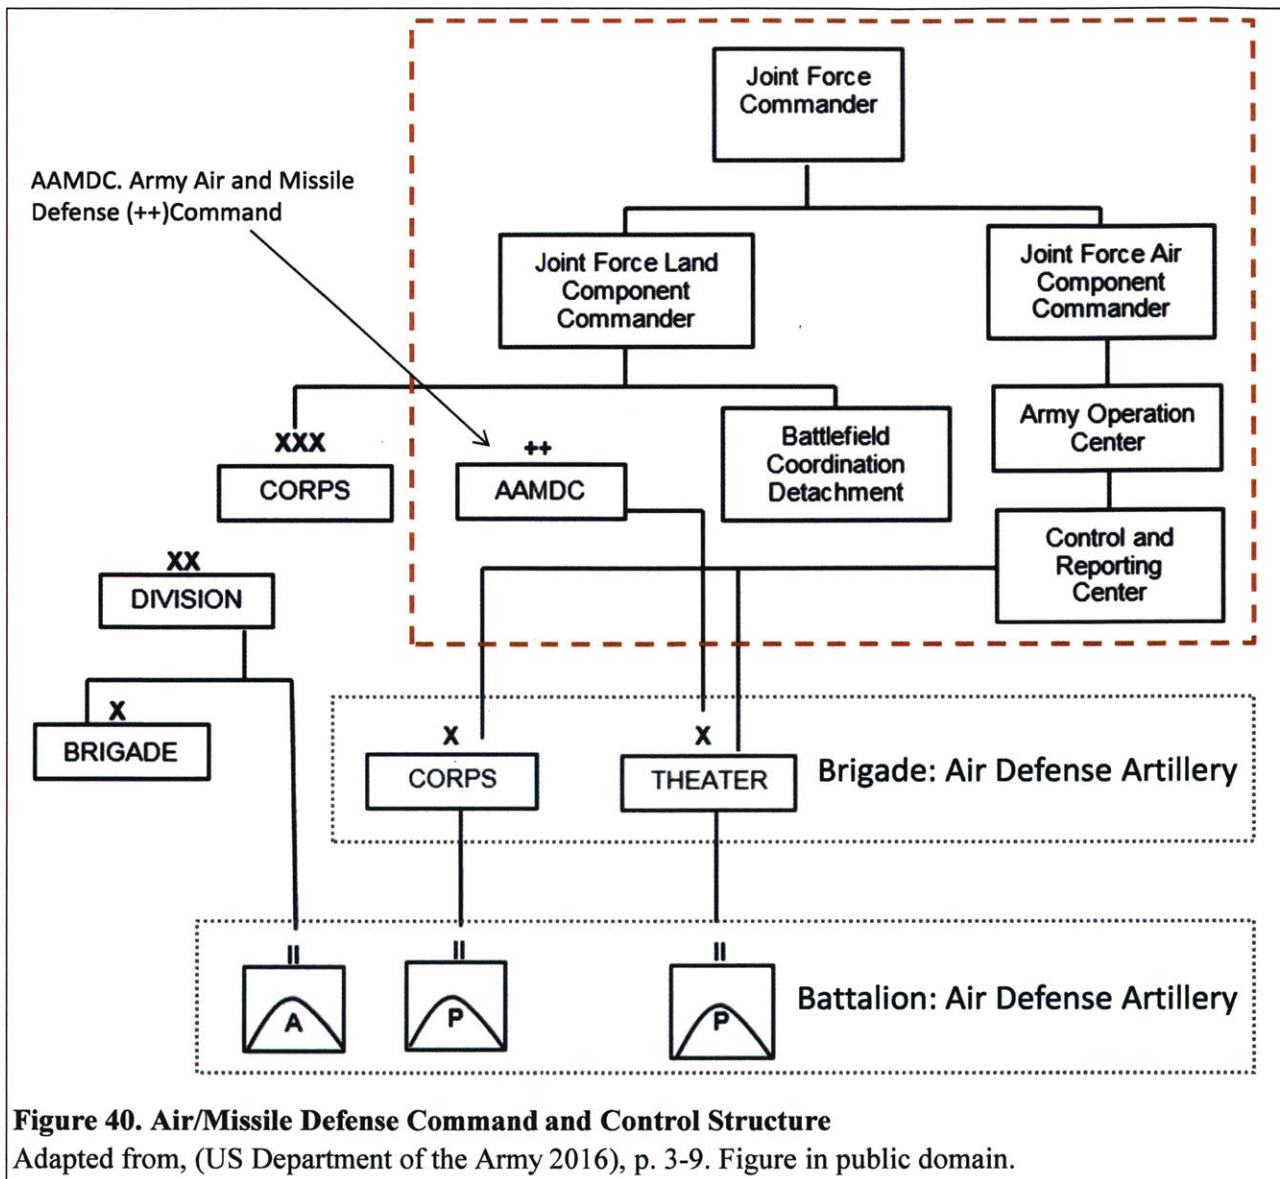 Joint Force
Commander
AAMDC. Army Air and Missile
Defense (++)Command
Joint Force Land
Component
Commander
Joint Force Air
Component
Commander
XXX
CORPS
++
AAMDC
Battlefield
Coordination
Detachment
Army Operation
Center
Control and
Reporting
Center
XX
DIVISION
X
BRIGADE
X
CORPS
X
THEATER
Brigade: Air Defense Artillery
II
A
II
P
II
P
Battalion: Air Defense Artillery
Figure 40. Air/Missile Defense Command and Control Structure
Adapted from, (US Department of the Army 2016), p. 3-9. Figure in public domain.